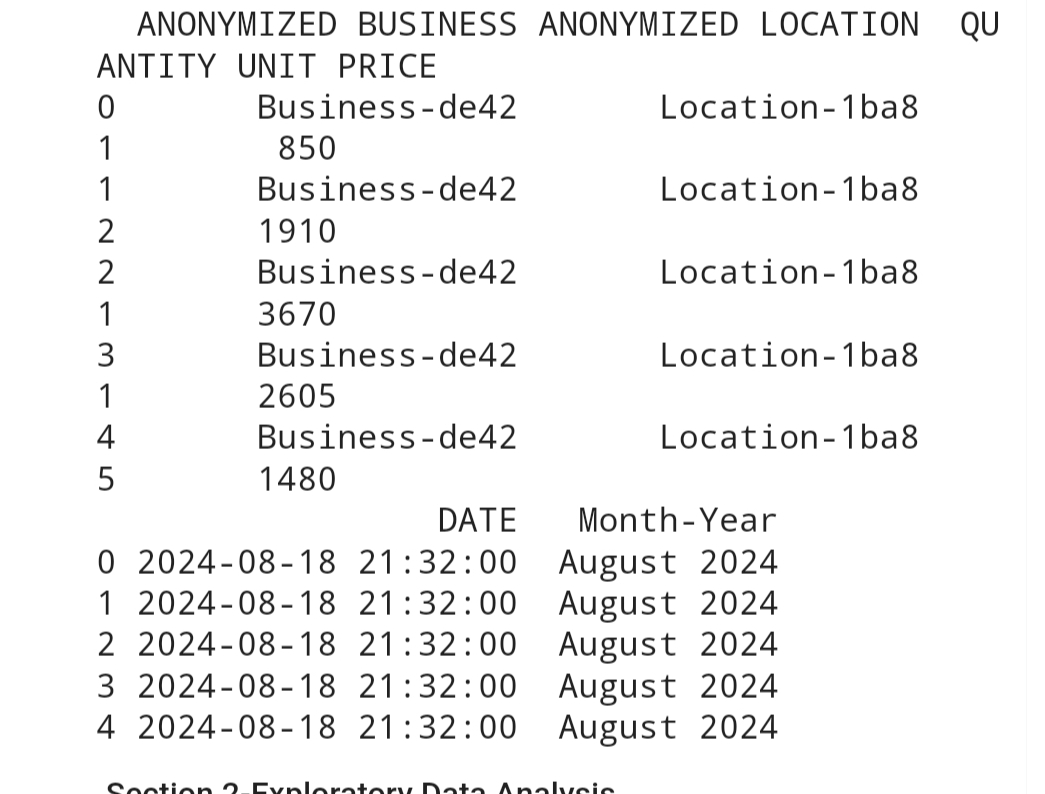 ANONYMIZED BUSINESS ANONYMIZED LOCATION  QU
ANTITY UNIT PRICE
0       Business-de42       Location-1ba8
1        850
1       Business-de42       Location-1ba8
2       1910
2       Business-de42       Location-1ba8
1       3670
3       Business-de42       Location-1ba8
1       2605
4       Business-de42       Location-1ba8
5       1480
                 DATE   Month-Year
0 2024-08-18 21:32:00  August 2024
1 2024-08-18 21:32:00  August 2024
2 2024-08-18 21:32:00  August 2024
3 2024-08-18 21:32:00  August 2024
4 2024-08-18 21:32:00  August 2024
Section 2-Exploratory Data Analysis